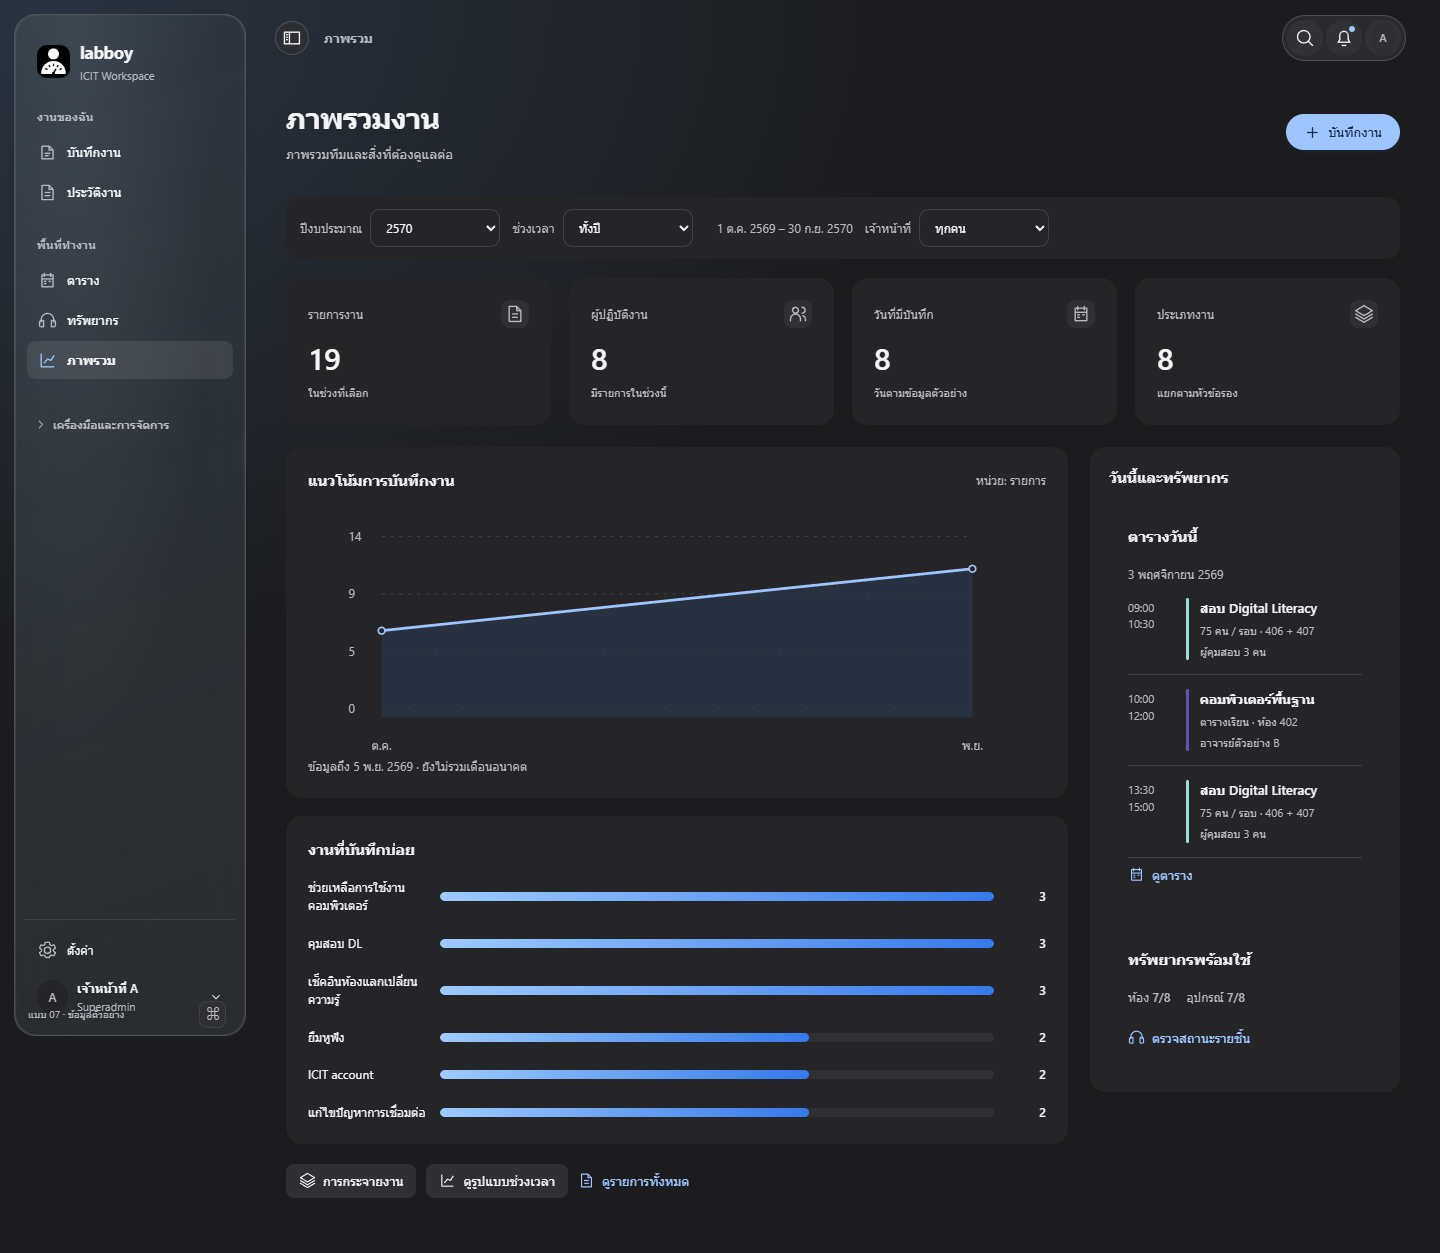 labboy
ICIT Workspace
งานของฉัน
บันทึกงาน
ประวัติงาน
พื้นที่ทำงาน
ตาราง
ทรัพยากร
ภาพรวม
เครื่องมือและการจัดการ
ตั้งค่า
A
เจ้าหน้าที่ A
Superadmin
แบบ 07 · ข้อมูลตัวอย่าง
ภาพรวม
A
ภาพรวมงาน
ภาพรวมทีมและสิ่งที่ต้องดูแลต่อ
บันทึกงาน
ปีงบประมาณ 2570 ช่วงเวลา ทั้งปี 1 ต.ค. 2569 – 30 ก.ย. 2570 เจ้าหน้าที่ ทุกคน
รายการงาน
19
ในช่วงที่เลือก
ผู้ปฏิบัติงาน
8
มีรายการในช่วงนี้
วันที่มีบันทึก
8
วันตามข้อมูลตัวอย่าง
ประเภทงาน
8
แยกตามหัวข้อรอง
แนวโน้มการบันทึกงาน
หน่วย: รายการ
14
9
5
0
ต.ค. พ.ย.
ข้อมูลถึง 5 พ.ย. 2569 · ยังไม่รวมเดือนอนาคต
งานที่บันทึกบ่อย
ช่วยเหลือการใช้งาน
คอมพิวเตอร์ 3
คุมสอบ DL 3
เช็คอินห้องแลกเปลี่ยน
ความรู้ 3
ยืมหูฟัง 2
ICIT account 2
แก้ไขปัญหาการเชื่อมต่อ 2
การกระจายงาน
ดูรูปแบบช่วงเวลา
ดูรายการทั้งหมด
วันนี้และทรัพยากร
ตารางวันนี้
3 พฤศจิกายน 2569
09:00 สอบ Digital Literacy
10:30 75 คน / รอบ · 406 + 407
ผู้คุมสอบ 3 คน
10:00 คอมพิวเตอร์พื้นฐาน
12:00 ตารางเรียน · ห้อง 402
อาจารย์ตัวอย่าง B
13:30 สอบ Digital Literacy
15:00 75 คน / รอบ · 406 + 407
ผู้คุมสอบ 3 คน
ดูตาราง
ทรัพยากรพร้อมใช้
ห้อง 7/8 อุปกรณ์ 7/8
ตรวจสถานะรายชิ้น